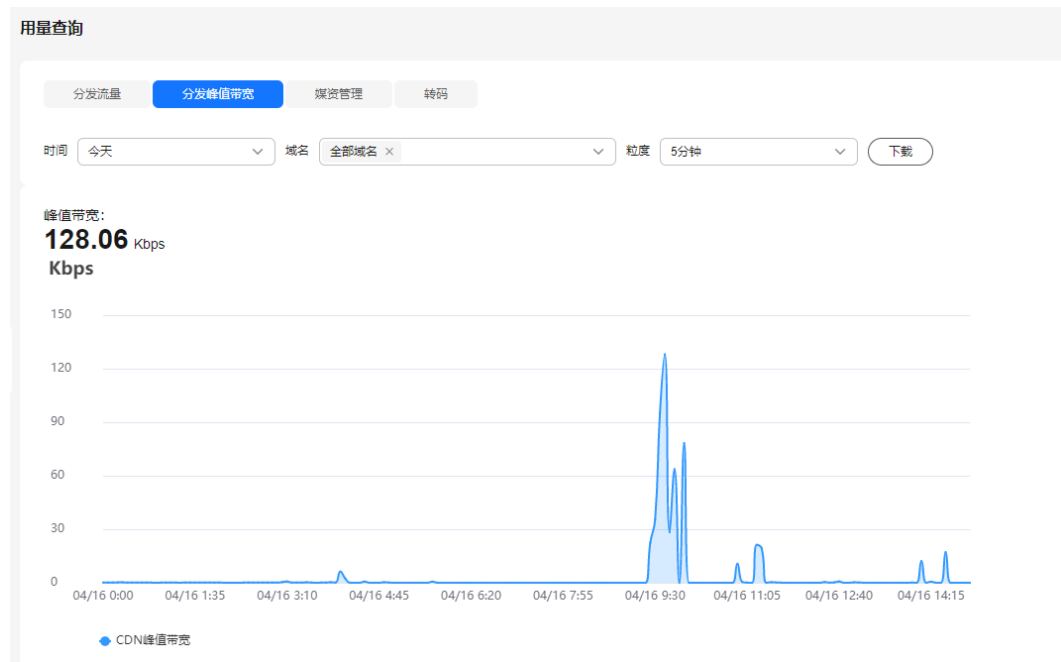 用量查询
分发流量 分发峰值带宽 媒资管理 转码
时间 今天 域名 全部域名 × 粒度 5分钟 下载
峰值带宽:
128.06 Kbps
Kbps
150
120
90
60
30
0
04/16 0:00 04/16 1:35 04/16 3:10 04/16 4:45 04/16 6:20 04/16 7:55 04/16 9:30 04/16 11:05 04/16 12:40 04/16 14:15
CDN峰值带宽